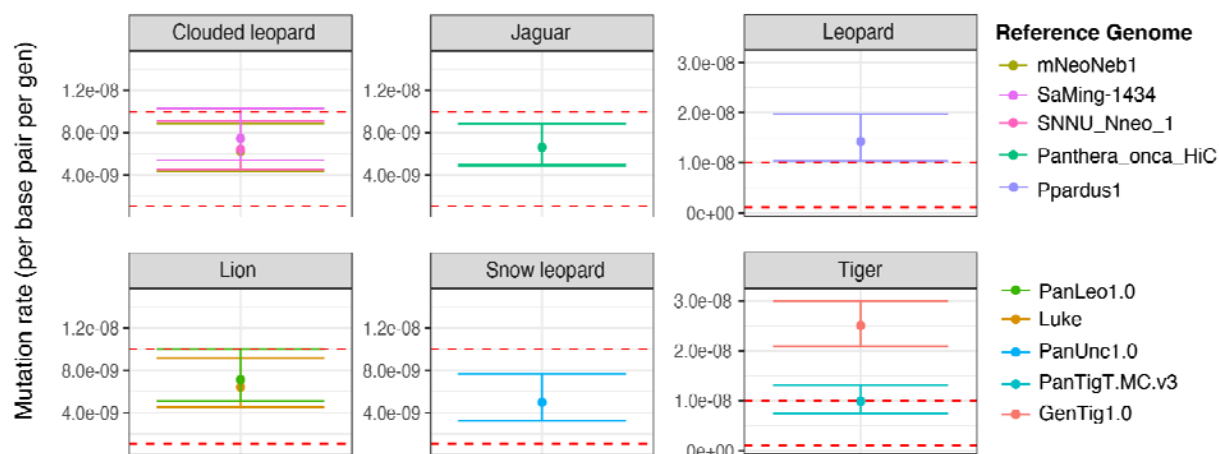 Mutation rate (per base pair per gen)
Clouded leopard
1.2e-08
8.0e-09
4.0e-09
Jaguar
1.2e-08
8.0e-09
4.0e-09
Leopard
3.0e-08
2.0e-08
1.0e-08
0e+00
Reference Genome
mNeoNeb1
SaMing-1434
SNNU_Nneo_1
Panthera_onca_HiC
Ppardus1
Lion
1.2e-08
8.0e-09
4.0e-09
Snow leopard
1.2e-08
8.0e-09
4.0e-09
Tiger
3.0e-08
2.0e-08
1.0e-08
0e+00
PanLeo1.0
Luke
PanUnc1.0
PanTigT.MC.v3
GenTig1.0